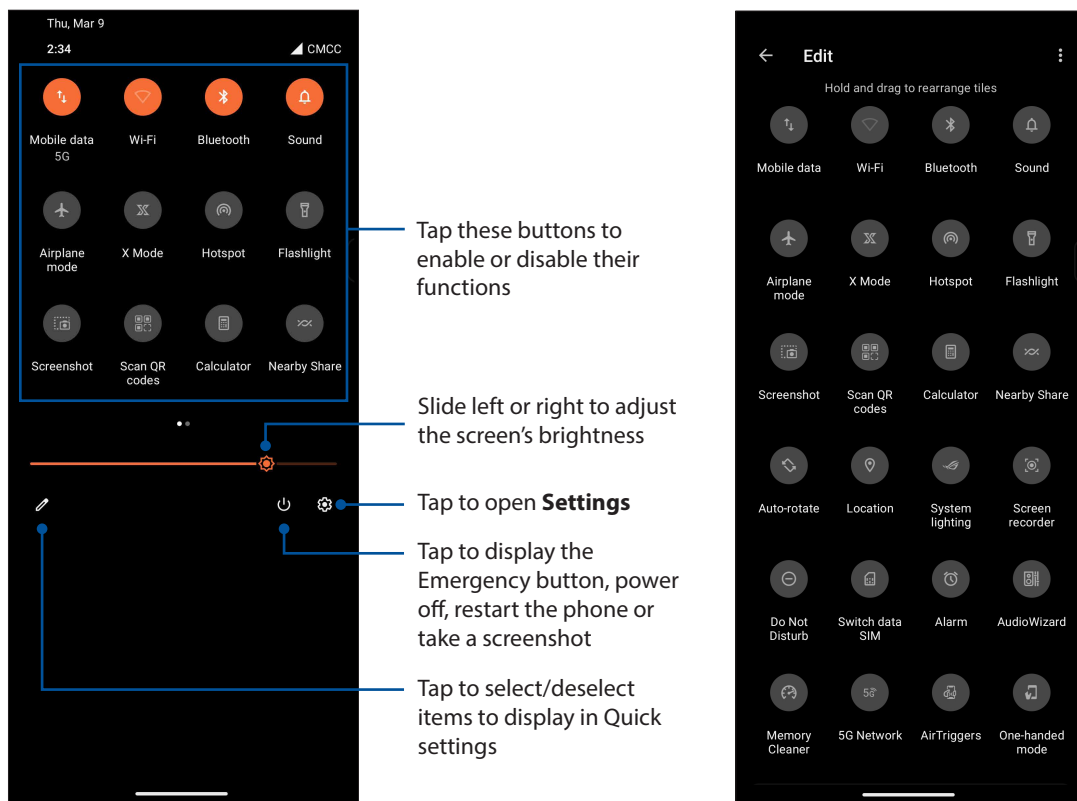 Thu, Mar 9
2:34
CMCC
Mobile data
5G
Wi-Fi
Bluetooth
Sound
Airplane
mode
X Mode
Hotspot
Flashlight
Screenshot
Scan QR
codes
Calculator
Nearby Share
Tap these buttons to
enable or disable their
functions
Slide left or right to adjust
the screen’s brightness
Tap to open Settings
Tap to display the
Emergency button, power
off, restart the phone or
take a screenshot
Tap to select/deselect
items to display in Quick
settings
Edit
Hold and drag to rearrange tiles
Mobile data
Wi-Fi
Bluetooth
Sound
Airplane
mode
X Mode
Hotspot
Flashlight
Screenshot
Scan QR
codes
Calculator
Nearby Share
Auto-rotate
Location
System
lighting
Screen
recorder
Do Not
Disturb
Switch data
SIM
Alarm
AudioWizard
5G
Memory
Cleaner
5G Network
AirTriggers
One-handed
mode